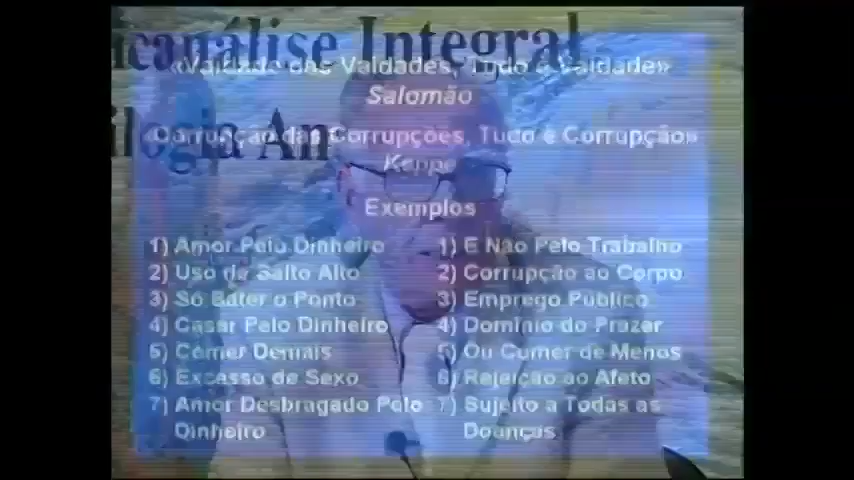 icanálise Integral
«Vaidade das Vaidades, Tudo é Vaidade»
Salomão
ilogia An
«Corrupção das Corrupções, Tudo é Corrupção»
Keppe
Exemplos
1) Amor Pelo Dinheiro
1) E Não Pelo Trabalho
2) Uso de Salto Alto
2) Corrupção ao Corpo
3) Só Bater o Ponto
3) Emprego Público
4) Casar Pelo Dinheiro
4) Domínio do Prazer
5) Comer Demais
5) Ou Comer de Menos
6) Excesso de Sexo
6) Rejeição ao Afeto
7) Amor Desbragado Pelo
Dinheiro
7) Sujeito a Todas as
Doenças